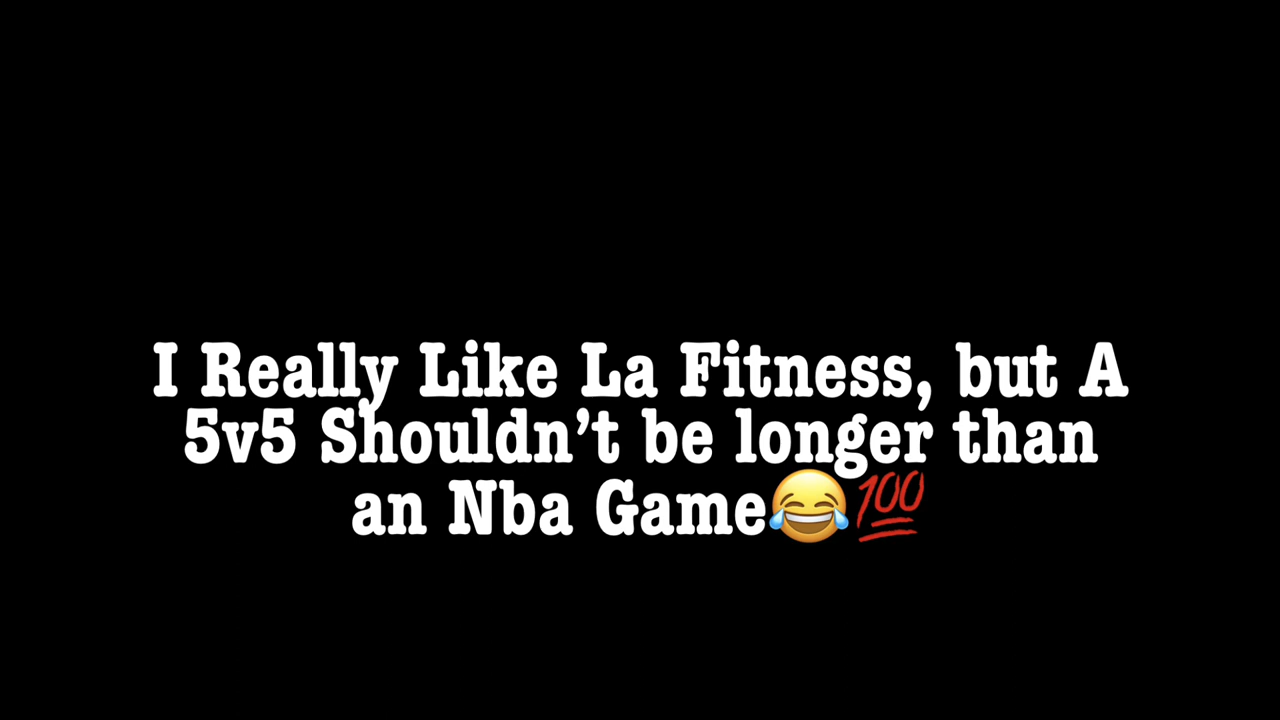 I Really Like La Fitness, but A
5v5 Shouldn’t be longer than
an Nba Game😂💯